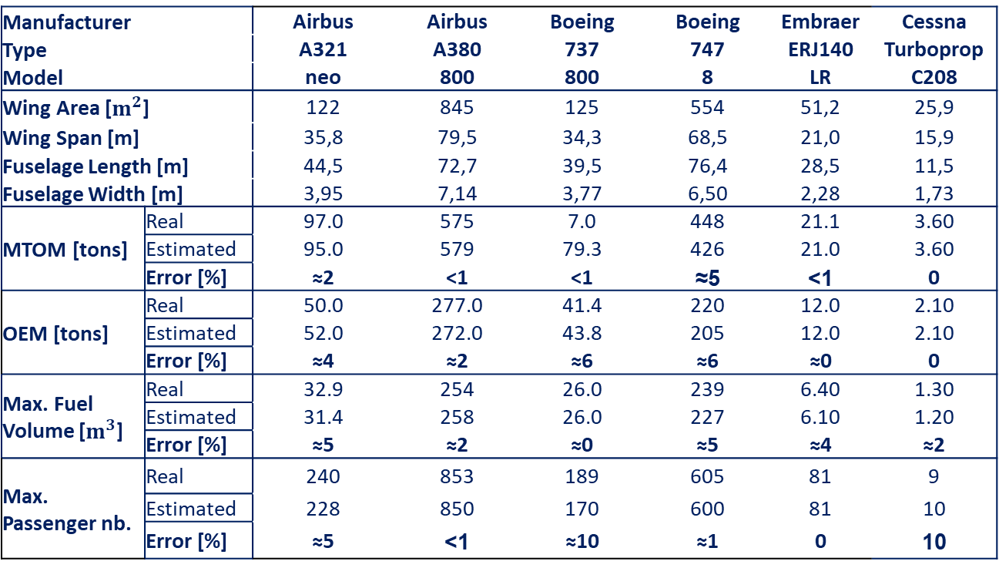 Manufacturer Airbus Airbus Boeing Boeing Embraer Cessna
Type A321 A380 737 747 ERJ140 Turboprop
Model neo 800 800 8 LR C208
Wing Area [m²] 122 845 125 554 51,2 25,9
Wing Span [m] 35,8 79,5 34,3 68,5 21,0 15,9
Fuselage Length [m] 44,5 72,7 39,5 76,4 28,5 11,5
Fuselage Width [m] 3,95 7,14 3,77 6,50 2,28 1,73
MTOM [tons]
Real 97.0 575 7.0 448 21.1 3.60
Estimated 95.0 579 79.3 426 21.0 3.60
Error [%] ≈2 <1 <1 ≈5 <1 0
OEM [tons]
Real 50.0 277.0 41.4 220 12.0 2.10
Estimated 52.0 272.0 43.8 205 12.0 2.10
Error [%] ≈4 ≈2 ≈6 ≈6 ≈0 0
Max. Fuel
Volume [m³]
Real 32.9 254 26.0 239 6.40 1.30
Estimated 31.4 258 26.0 227 6.10 1.20
Error [%] ≈5 ≈2 ≈0 ≈5 ≈4 ≈2
Max.
Passenger nb.
Real 240 853 189 605 81 9
Estimated 228 850 170 600 81 10
Error [%] ≈5 <1 ≈10 ≈1 0 10